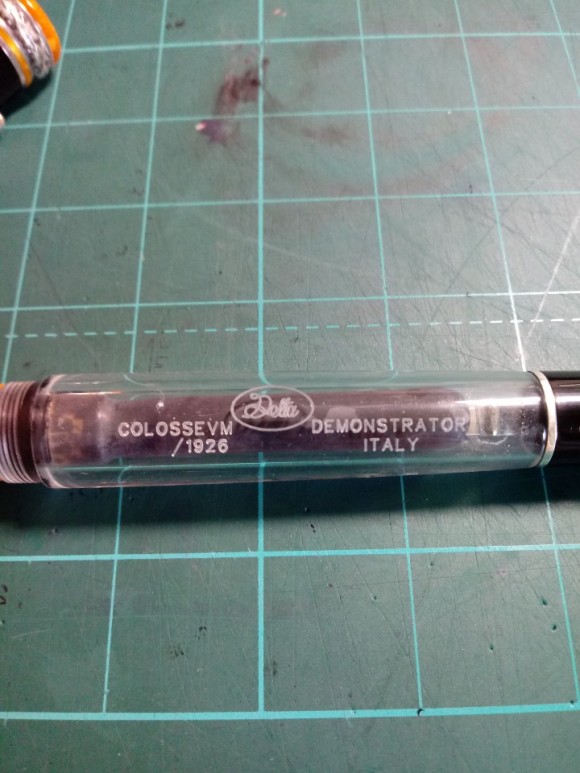 Delta
COLOSSEVM DEMONSTRATOR
/1926 ITALY